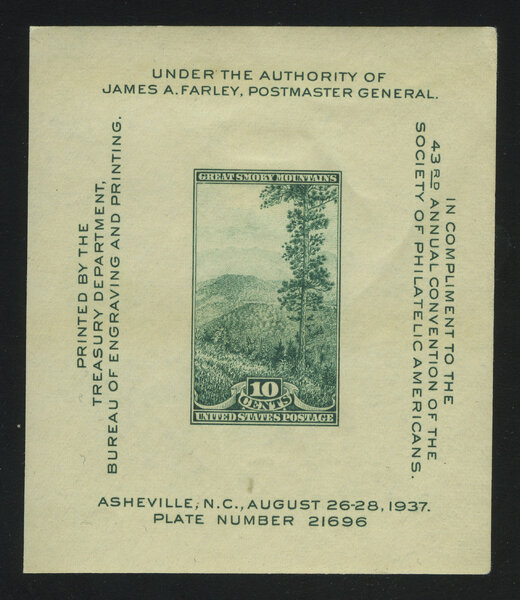 UNDER THE AUTHORITY OF
JAMES A. FARLEY, POSTMASTER GENERAL.
PRINTED BY THE
TREASURY DEPARTMENT,
BUREAU OF ENGRAVING AND PRINTING.
GREAT SMOKY MOUNTAINS
10
CENTS
UNITED STATES POSTAGE
IN COMPLIMENT TO THE
43RD ANNUAL CONVENTION OF THE
SOCIETY OF PHILATELIC AMERICANS.
ASHEVILLE, N.C., AUGUST 26-28, 1937.
PLATE NUMBER 21696